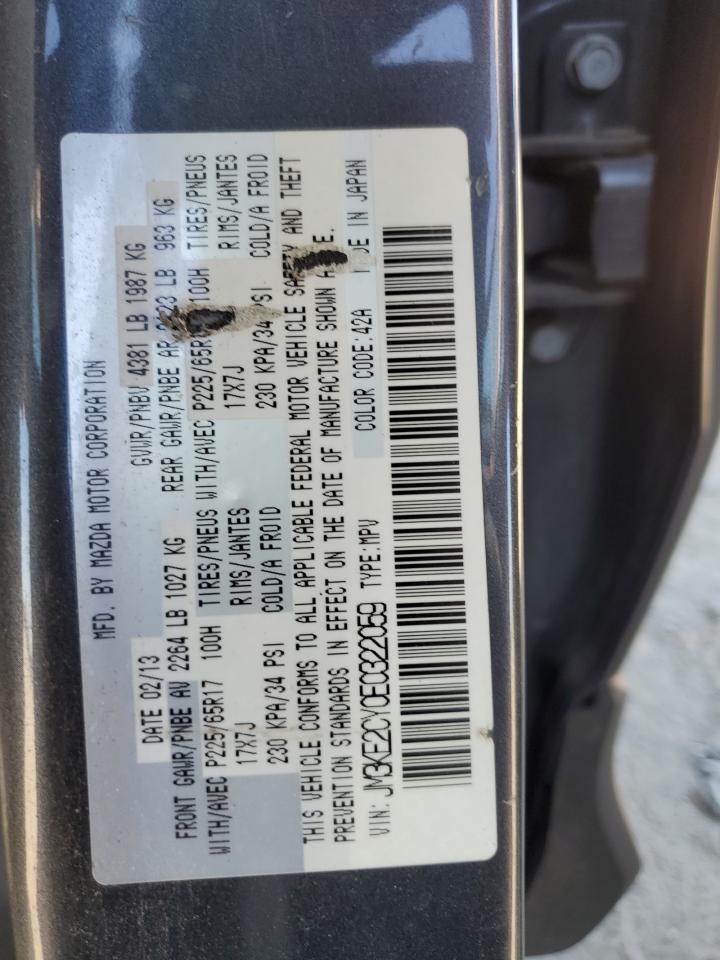 MFD. BY MAZDA MOTOR CORPORATION
DATE 02/13 GVWR/PNBV 4381 LB 1987 KG
FRONT GAWR/PNBE AV 2264 LB 1027 KG REAR GAWR/PNBE AR LB 963 KG
WITH/AVEC P225/65R17 100H TIRES/PNEUS WITH/AVEC 100H TIRES/PNEUS
17X7J RIMS/JANTES 17X7J RIMS/JANTES
230 KPA/34 PSI COLD/A FROID 230 KPA/34 PSI COLD/A FROID
THIS VEHICLE CONFORMS TO ALL APPLICABLE FEDERAL MOTOR VEHICLE SAFETY AND THEFT
PREVENTION STANDARDS IN EFFECT ON THE DATE OF MANUFACTURE SHOWN
VIN: JM3KE2CY0E0322059 TYPE:MPV COLOR CODE:42A IN JAPAN